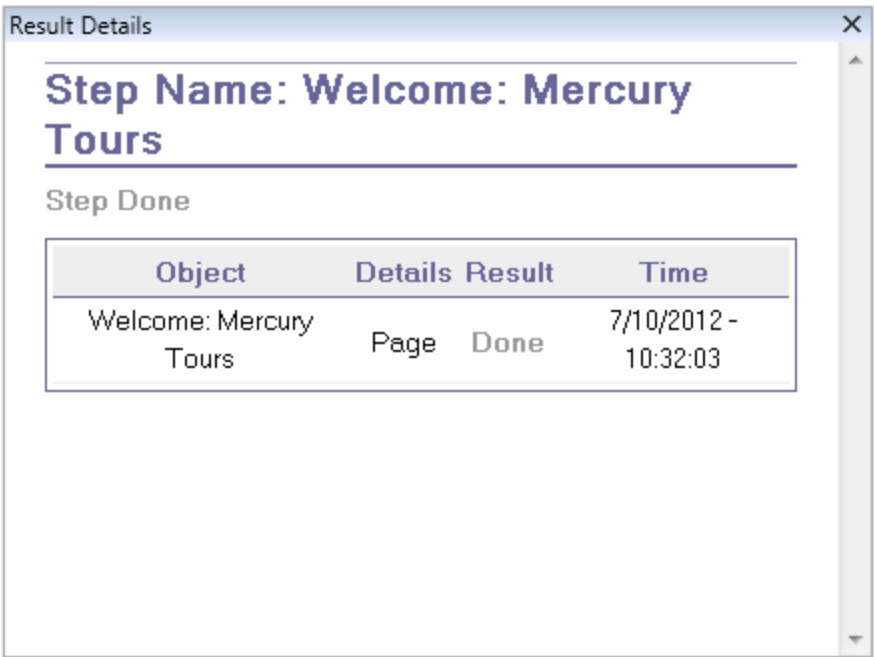 Result Details
Step Name: Welcome: Mercury
Tours
Step Done
Object Details Result Time
Welcome: Mercury
Tours
Page
Done
7/10/2012 -
10:32:03